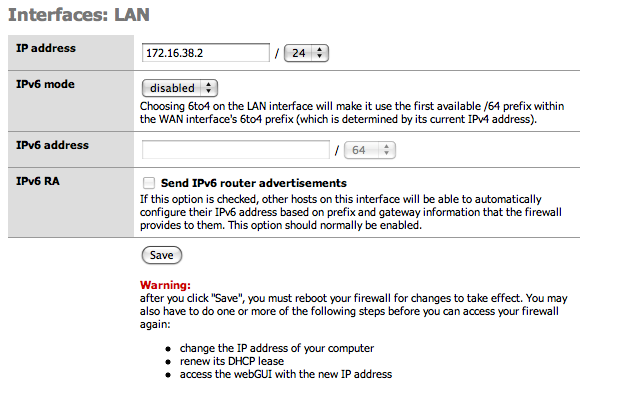 Interfaces: LAN
IP address
172.16.38.2 / 24
IPv6 mode
disabled
Choosing 6to4 on the LAN interface will make it use the first available /64 prefix within
the WAN interface's 6to4 prefix (which is determined by its current IPv4 address).
IPv6 address
/ 64
IPv6 RA
Send IPv6 router advertisements
If this option is checked, other hosts on this interface will be able to automatically
configure their IPv6 address based on prefix and gateway information that the firewall
provides to them. This option should normally be enabled.
Save
Warning:
after you click "Save", you must reboot your firewall for changes to take effect. You may
also have to do one or more of the following steps before you can access your firewall
again:
• change the IP address of your computer
• renew its DHCP lease
• access the webGUI with the new IP address